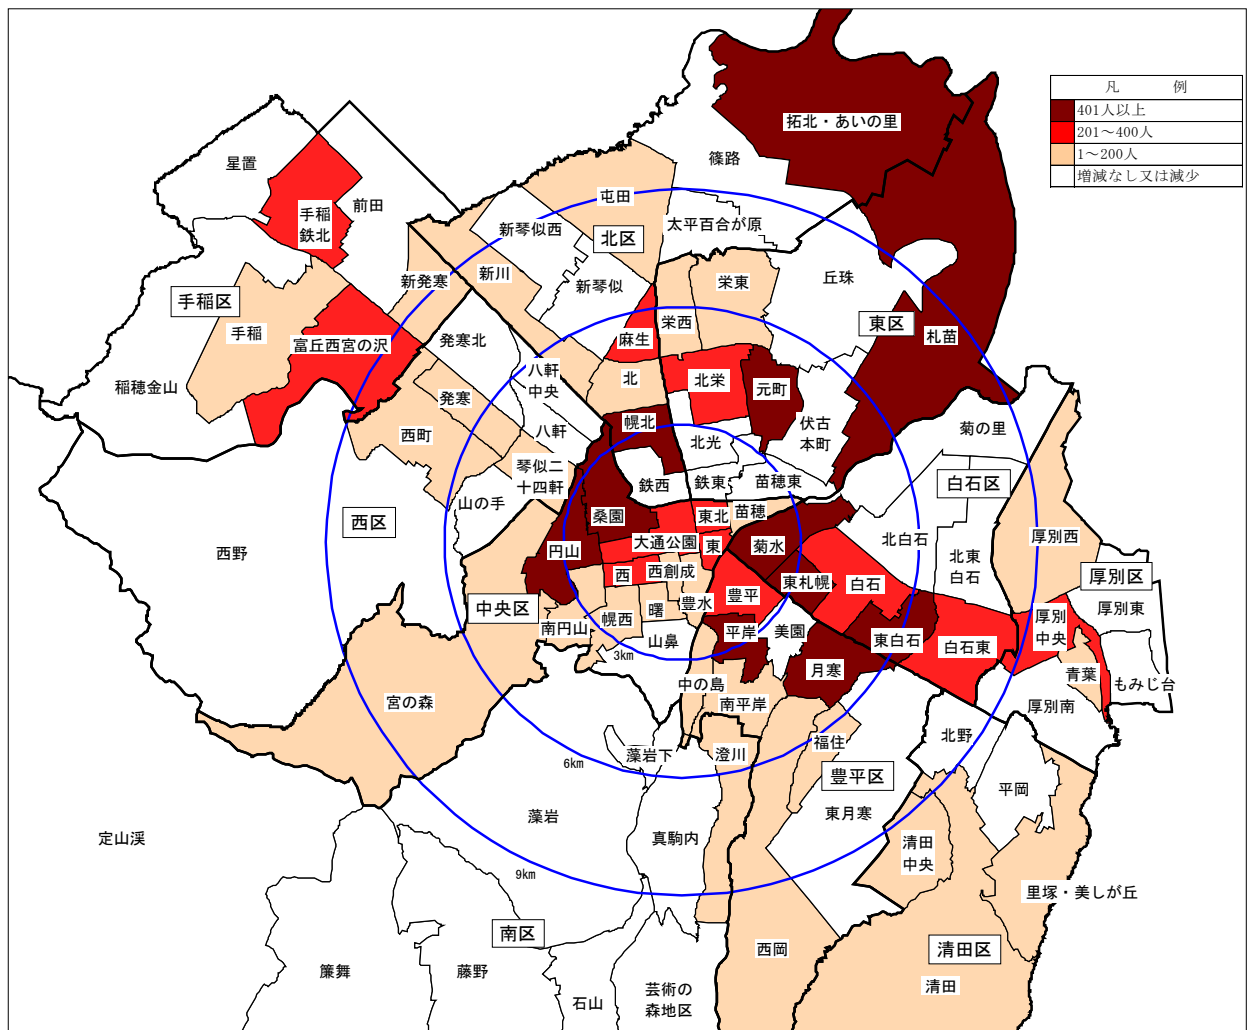 凡　　例
401人以上
201～400人
1～200人
増減なし又は減少
拓北・あいの里
篠路
星置
手稲
鉄北
前田
屯田
新琴似西
北区
太平百合が原
新発寒
新川
新琴似
栄東
丘珠
手稲区
手稲
富丘西宮の沢
発寒北
麻生
栄西
東区
札苗
稲穂金山
八軒
中央
発寒
北
北栄
元町
伏古
本町
菊の里
西町
八軒
幌北
北光
琴似二
十四軒
鉄西
鉄東
苗穂東
白石区
山の手
西区
桑園
東北
苗穂
西野
円山
大通公園
東
菊水
北白石
北東
白石
厚別西
厚別区
西
西創成
豊平
東札幌
白石
厚別東
中央区
南円山
幌西
曙
豊水
山鼻
平岸
美園
東白石
白石東
厚別
中央
3km
月寒
青葉
もみじ台
宮の森
中の島
南平岸
厚別南
藻岩下
澄川
福住
北野
6km
豊平区
平岡
定山渓
藻岩
真駒内
東月寒
清田
中央
9km
里塚・美しが丘
南区
西岡
清田区
簾舞
藤野
石山
芸術の
森地区
清田